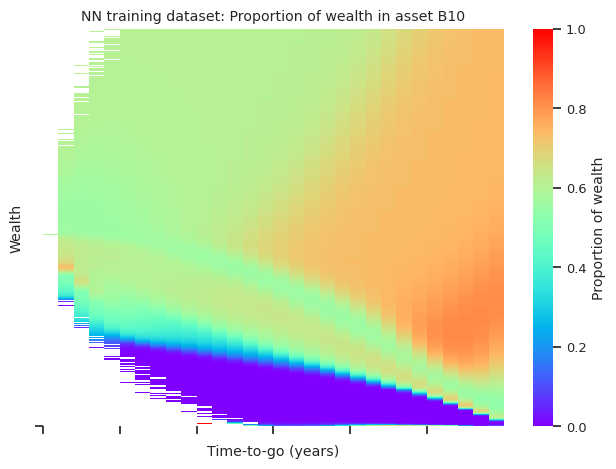 NN training dataset: Proportion of wealth in asset B10
Wealth
Time-to-go (years)
1.0
0.8
0.6
0.4
0.2
0.0
Proportion of wealth